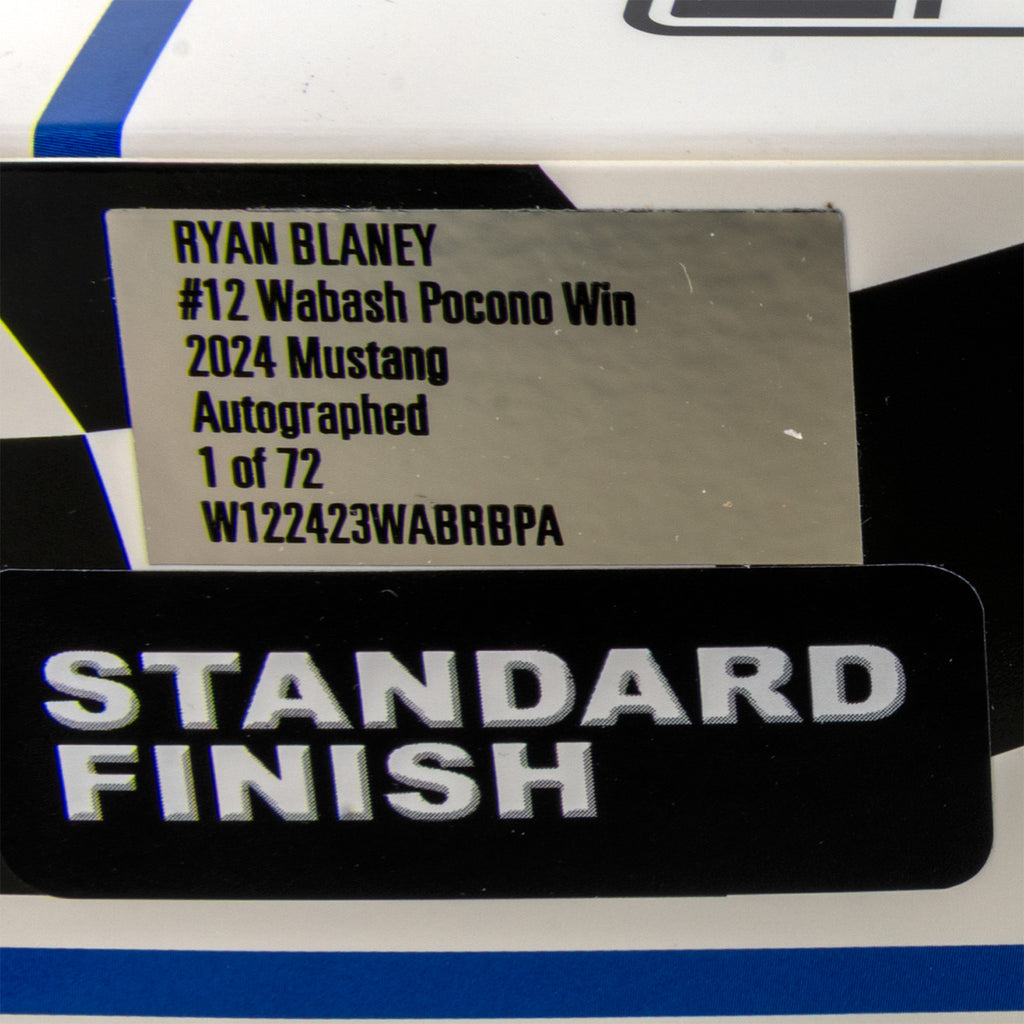 RYAN BLANEY
#12 Wabash Pocono Win
2024 Mustang
Autographed
1 of 72
W122423WABRBPA
STANDARD
FINISH